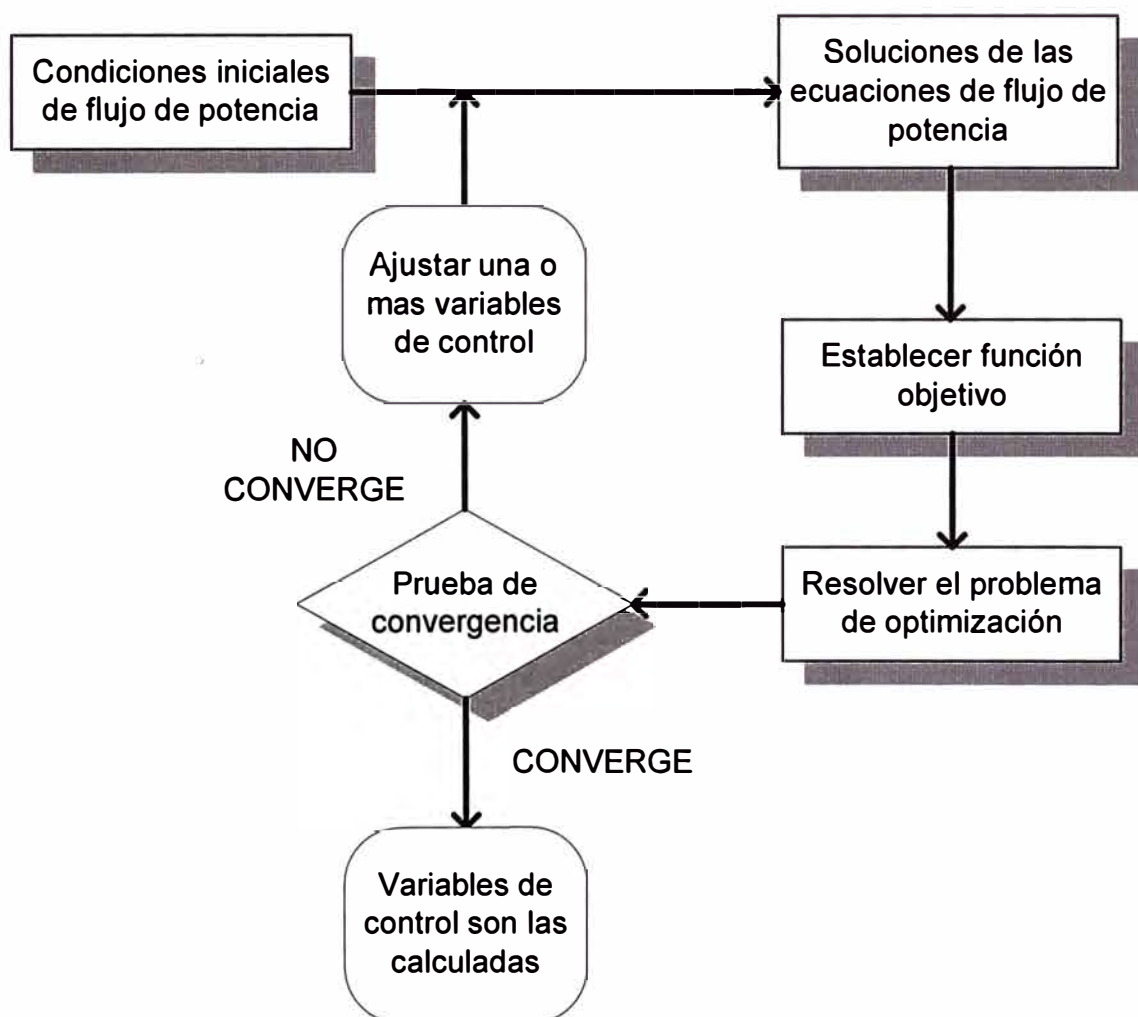 Condiciones iniciales
de flujo de potencia
Soluciones de las
ecuaciones de flujo de
potencia
Ajustar una o
mas variables
de control
Establecer función
objetivo
NO
CONVERGE
Prueba de
convergencia
Resolver el problema
de optimización
CONVERGE
Variables de
control son las
calculadas